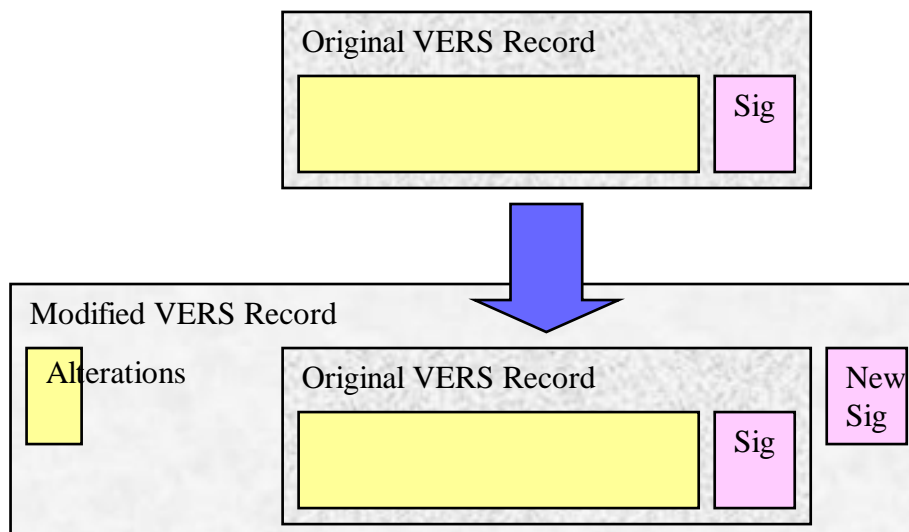 Original VERS Record
Sig
Modified VERS Record
Alterations
Original VERS Record
Sig
New
Sig